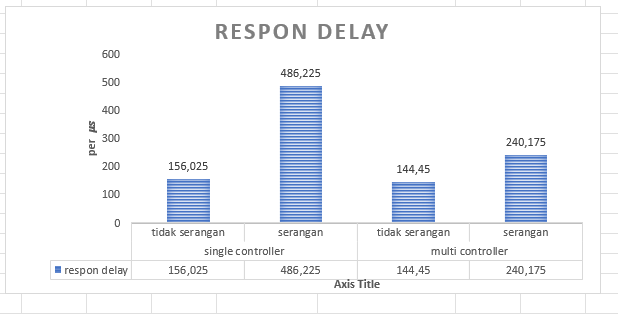 RESPON DELAY
600
500
400
300
200
100
0
per µs
156,025
486,225
144,45
240,175
tidak serangan serangan tidak serangan serangan
single controller multi controller
respon delay 156,025 486,225 144,45 240,175
Axis Title